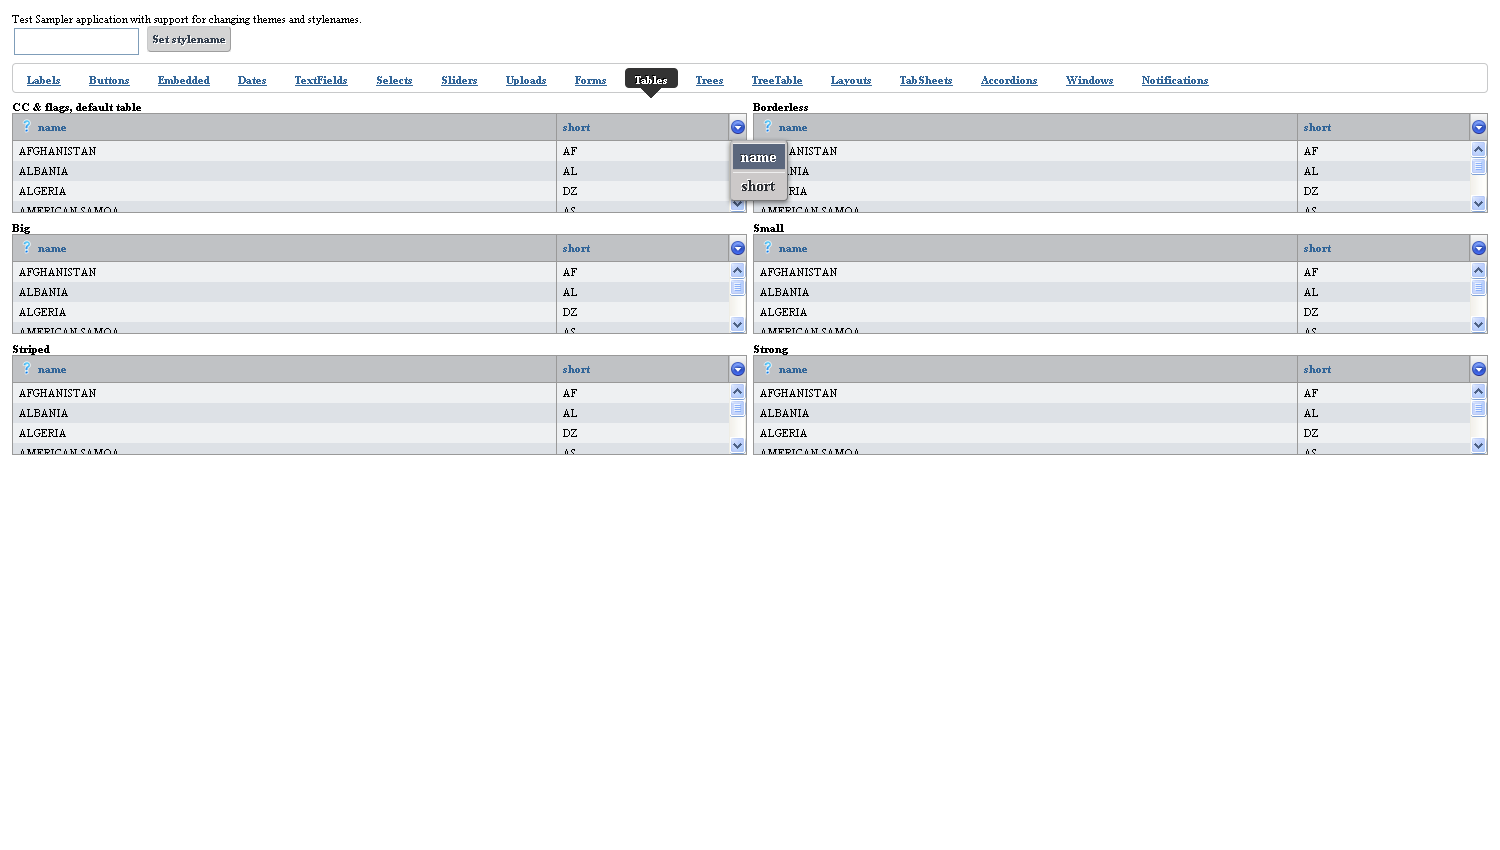 Test Sampler application with support for changing themes and stylenames.
Set stylename
Labels Buttons Embedded Dates TextFields Selects Sliders Uploads Forms Tables Trees TreeTable Layouts TabSheets Accordions Windows Notifications
CC & flags, default table
? name short
AFGHANISTAN AF
ALBANIA AL
ALGERIA DZ
AMERICAN SAMOA AS
name
short
Borderless
? name short
ANISTAN AF
NIA AL
RIA DZ
AMERICAN SAMOA AS
Big
? name short
AFGHANISTAN AF
ALBANIA AL
ALGERIA DZ
AMERICAN SAMOA AS
Small
? name short
AFGHANISTAN AF
ALBANIA AL
ALGERIA DZ
AMERICAN SAMOA AS
Striped
? name short
AFGHANISTAN AF
ALBANIA AL
ALGERIA DZ
AMERICAN SAMOA AS
Strong
? name short
AFGHANISTAN AF
ALBANIA AL
ALGERIA DZ
AMERICAN SAMOA AS